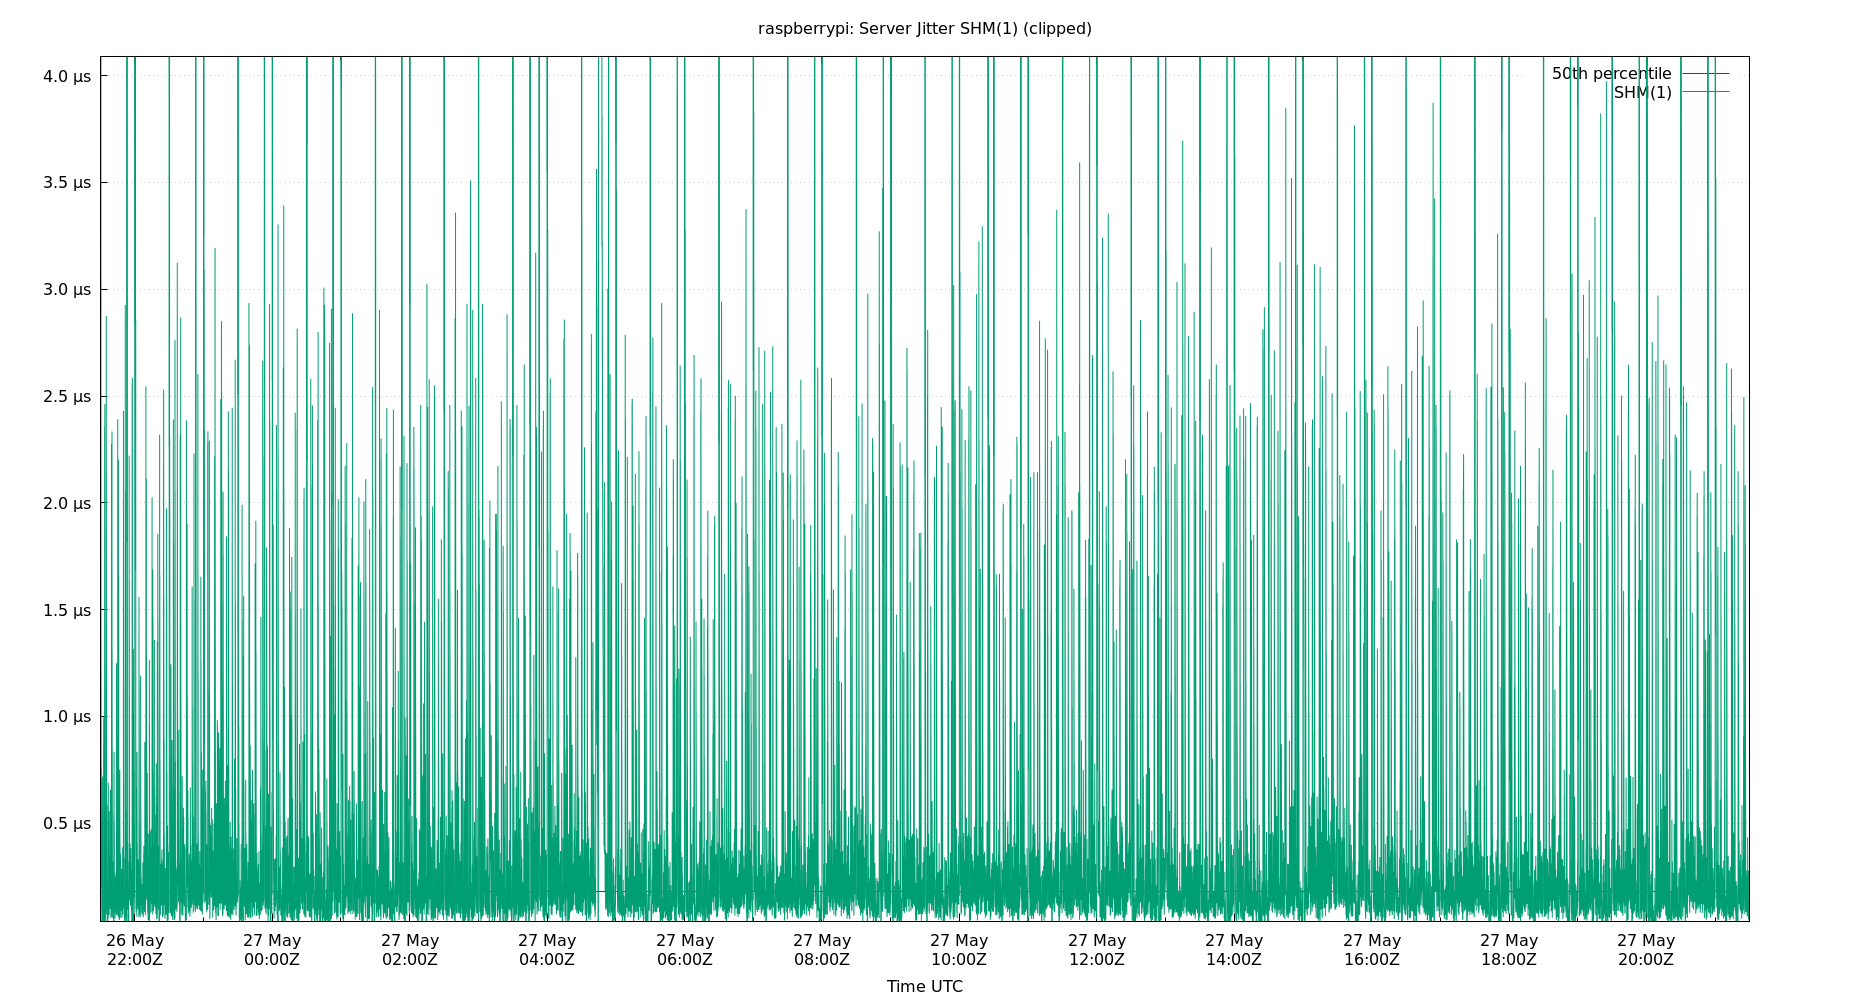 raspberrypi: Server Jitter SHM(1) (clipped)
50th percentile
SHM(1)
4.0 µs
3.5 µs
3.0 µs
2.5 µs
2.0 µs
1.5 µs
1.0 µs
0.5 µs
26 May 27 May 27 May 27 May 27 May 27 May 27 May 27 May 27 May 27 May 27 May 27 May
22:00Z 00:00Z 02:00Z 04:00Z 06:00Z 08:00Z 10:00Z 12:00Z 14:00Z 16:00Z 18:00Z 20:00Z
Time UTC